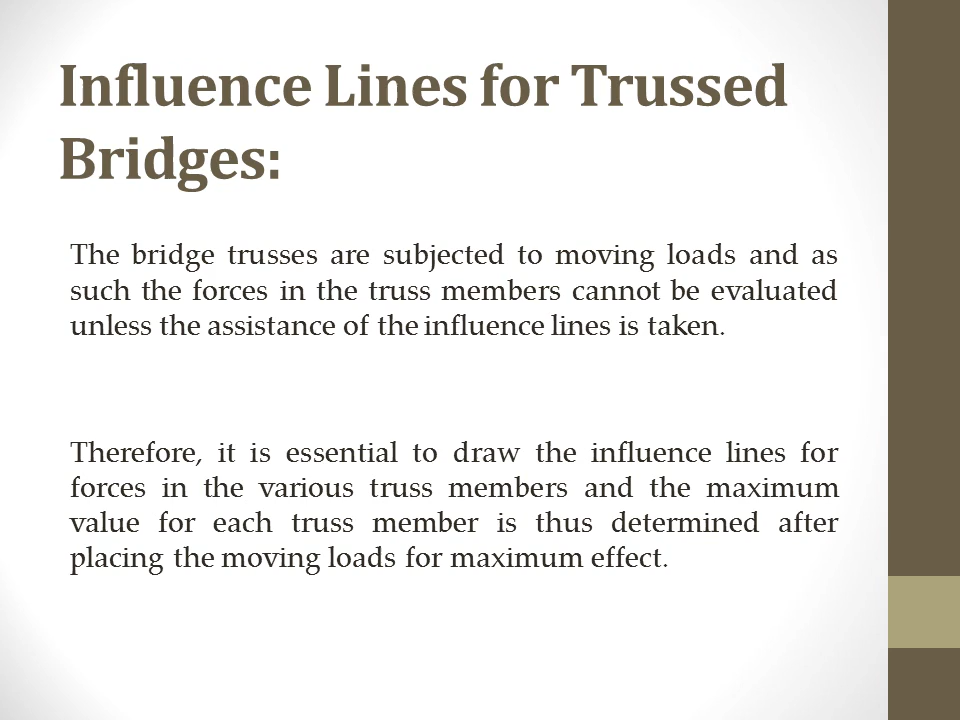 Influence Lines for Trussed
Bridges:
The bridge trusses are subjected to moving loads and as
such the forces in the truss members cannot be evaluated
unless the assistance of the influence lines is taken.
Therefore, it is essential to draw the influence lines for
forces in the various truss members and the maximum
value for each truss member is thus determined after
placing the moving loads for maximum effect.